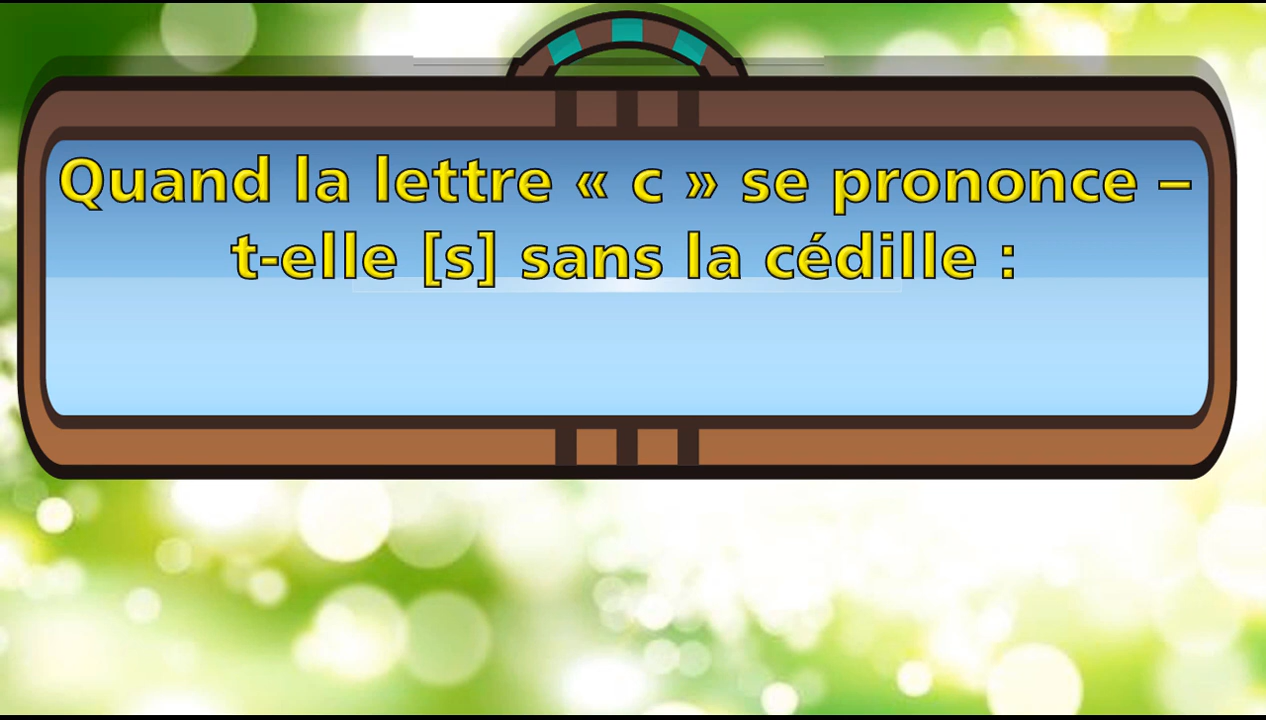 Quand la lettre « c » se prononce –
t-elle [s] sans la cédille :